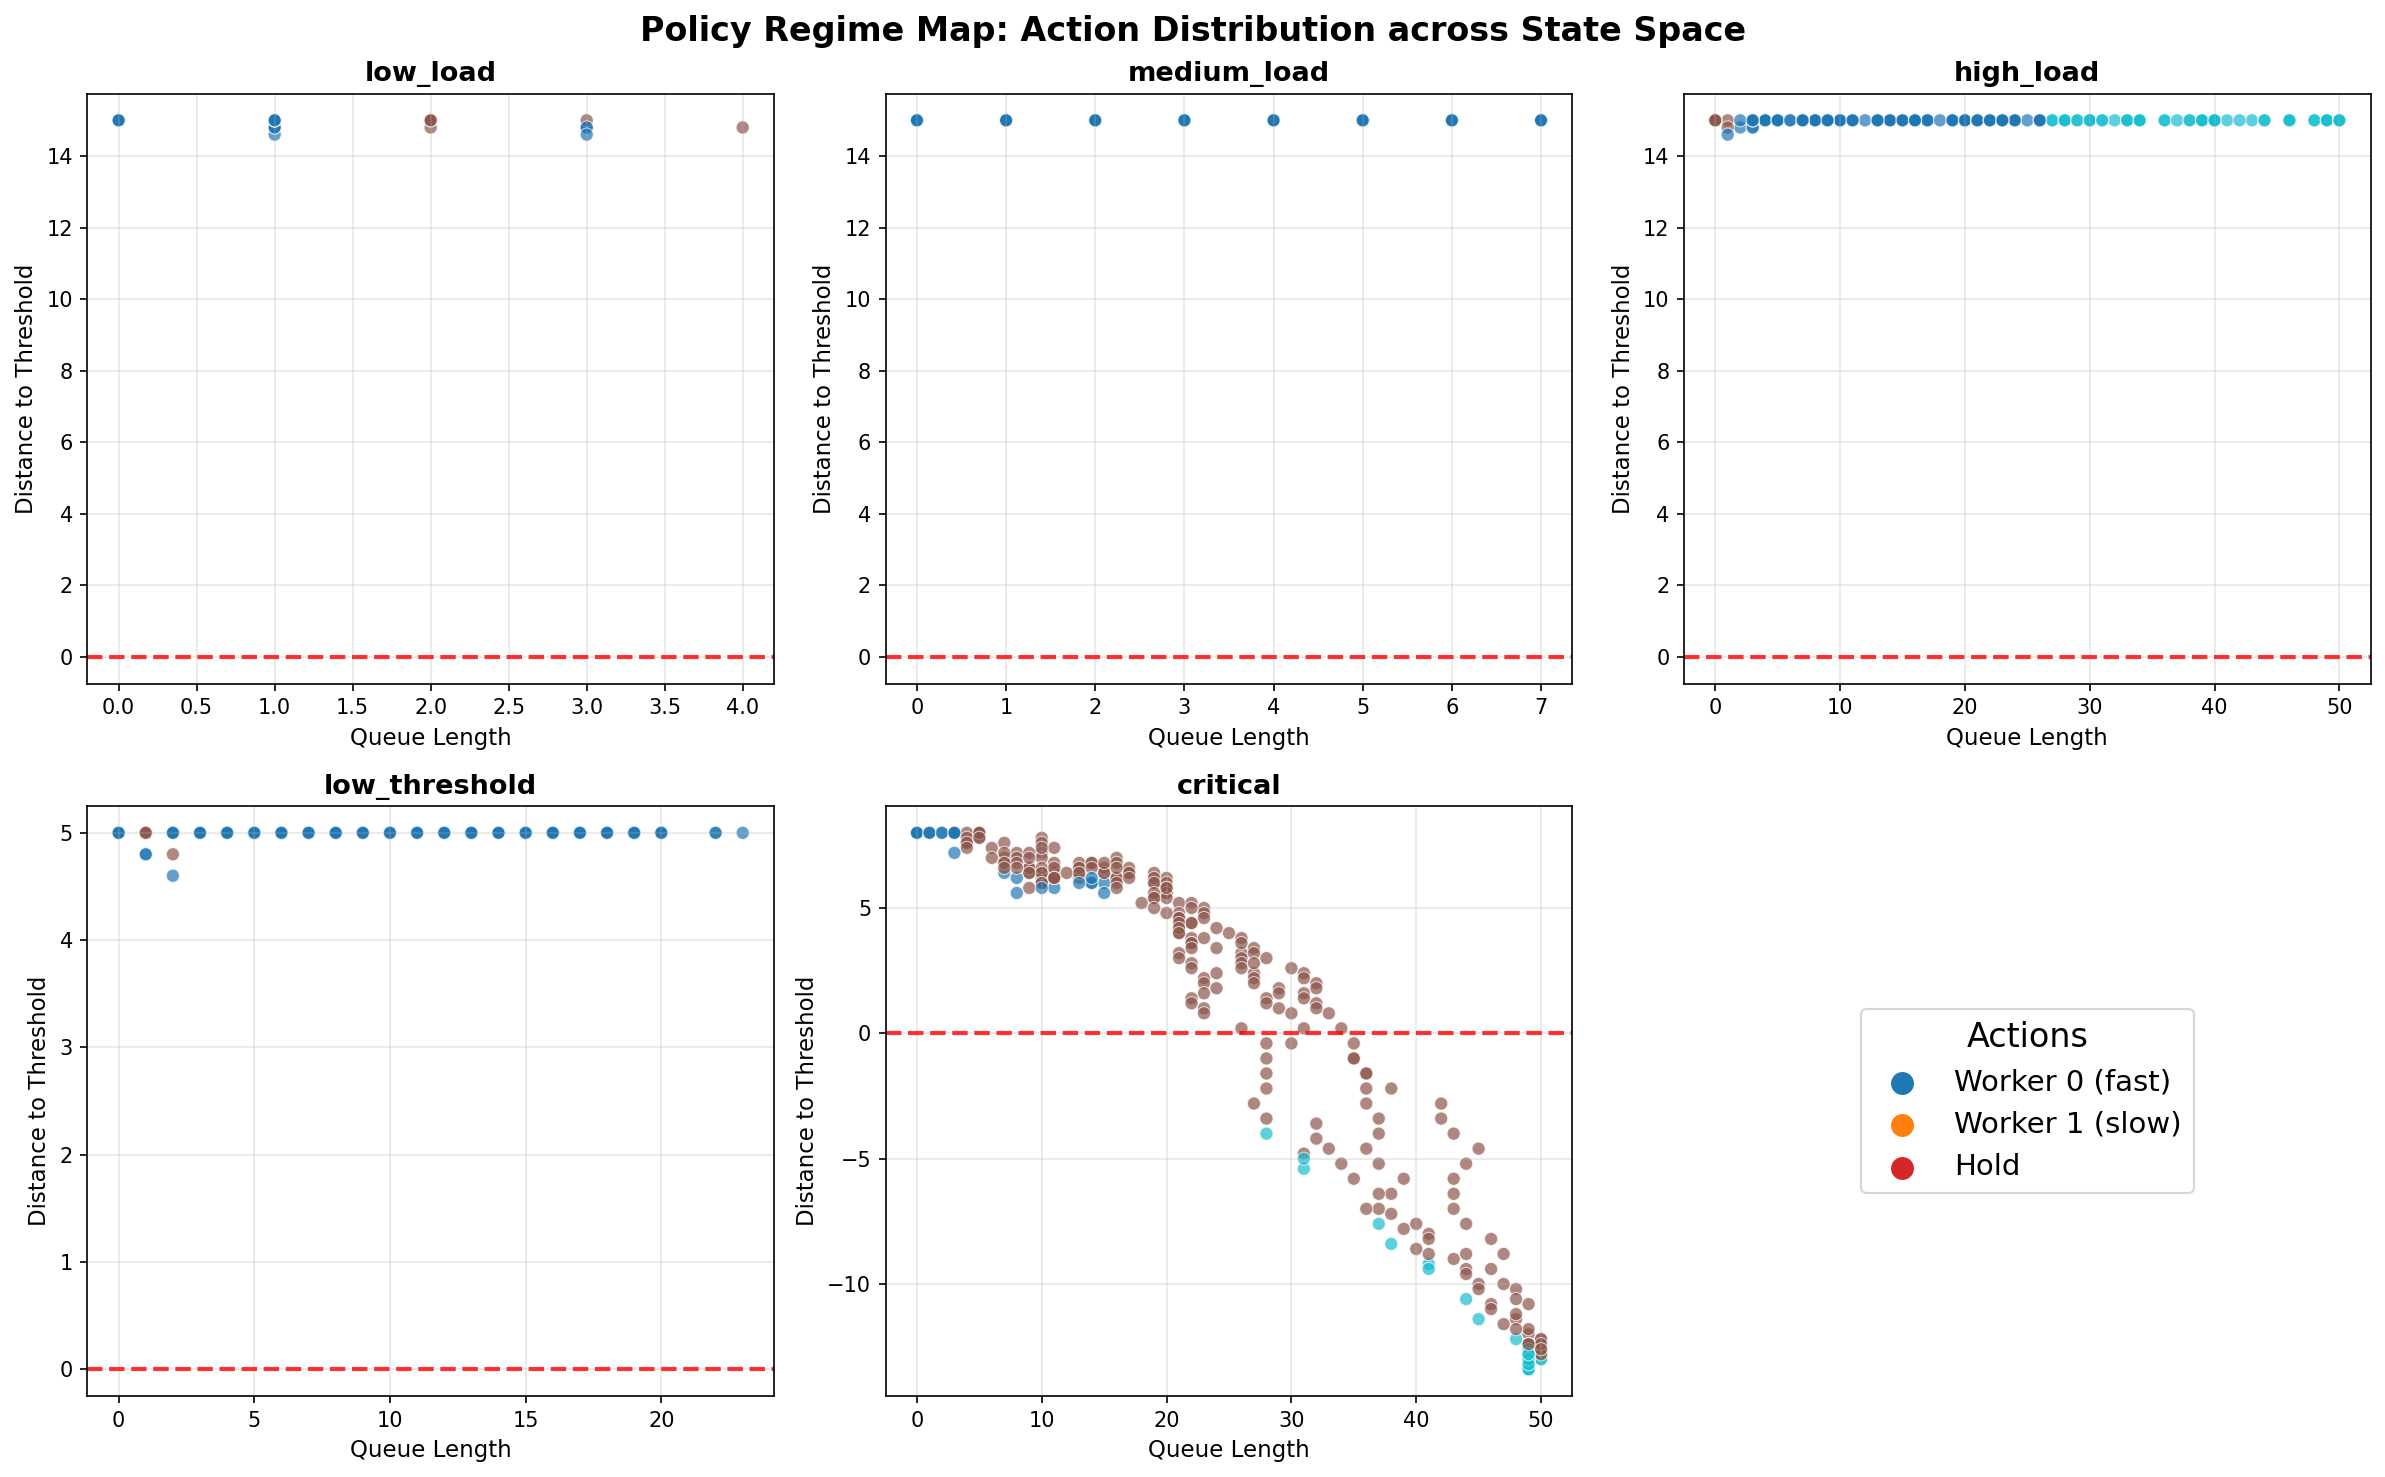 Policy Regime Map: Action Distribution across State Space
low_load
14
12
10
8
6
4
2
0
Distance to Threshold
0.0 0.5 1.0 1.5 2.0 2.5 3.0 3.5 4.0
Queue Length
medium_load
14
12
10
8
6
4
2
0
Distance to Threshold
0 1 2 3 4 5 6 7
Queue Length
high_load
14
12
10
8
6
4
2
0
Distance to Threshold
0 10 20 30 40 50
Queue Length
low_threshold
5
4
3
2
1
0
Distance to Threshold
0 5 10 15 20
Queue Length
critical
5
0
−5
−10
Distance to Threshold
0 10 20 30 40 50
Queue Length
Actions
Worker 0 (fast)
Worker 1 (slow)
Hold